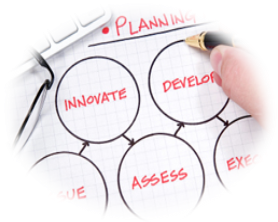 • PLANNING
DEVELOP
INNOVATE
ASSESS